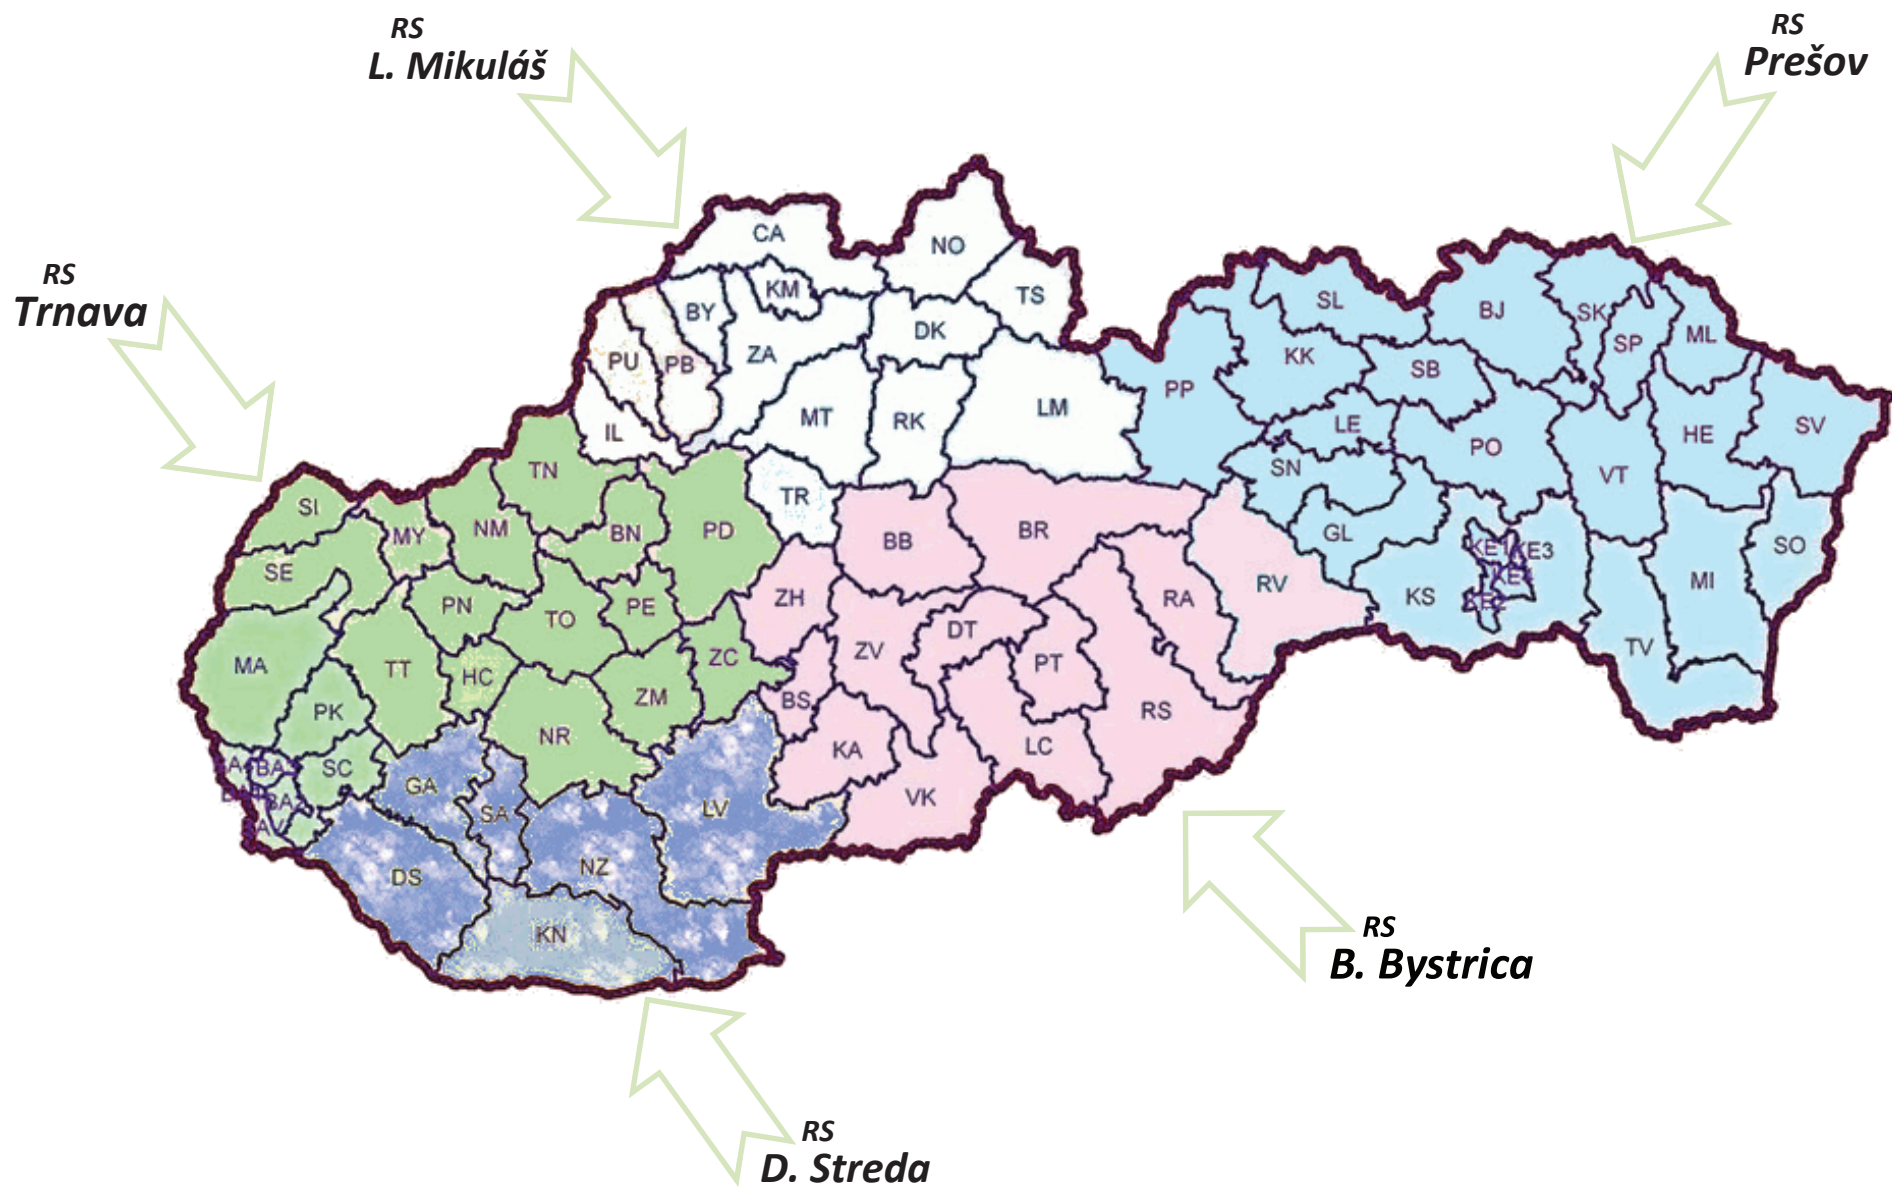 RS
L. Mikuláš
RS
Prešov
RS
Trnava
CA
NO
KM
TS
BY
DK
ZA
PU
PB
MT
RK
LM
IL
TR
SL
BJ
SK
SP
ML
KK
SB
PP
LE
PO
HE
SV
SN
VT
GL
KE1
KE3
SO
KS
MI
TV
RV
TN
SI
MY
NM
BN
PD
SE
PN
TO
PE
MA
TT
HC
ZC
ZM
PK
NR
SC
BB
BR
ZH
RA
DT
ZV
PT
BS
RS
KA
LC
VK
GA
SA
LV
NZ
DS
KN
RS
B. Bystrica
RS
D. Streda